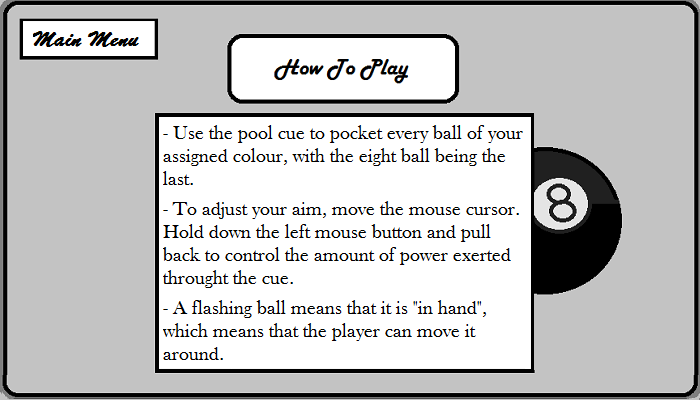 Main Menu
How To Play
- Use the pool cue to pocket every ball of your
assigned colour, with the eight ball being the
last.
- To adjust your aim, move the mouse cursor.
Hold down the left mouse button and pull
back to control the amount of power exerted
throught the cue.
- A flashing ball means that it is "in hand",
which means that the player can move it
around.
8